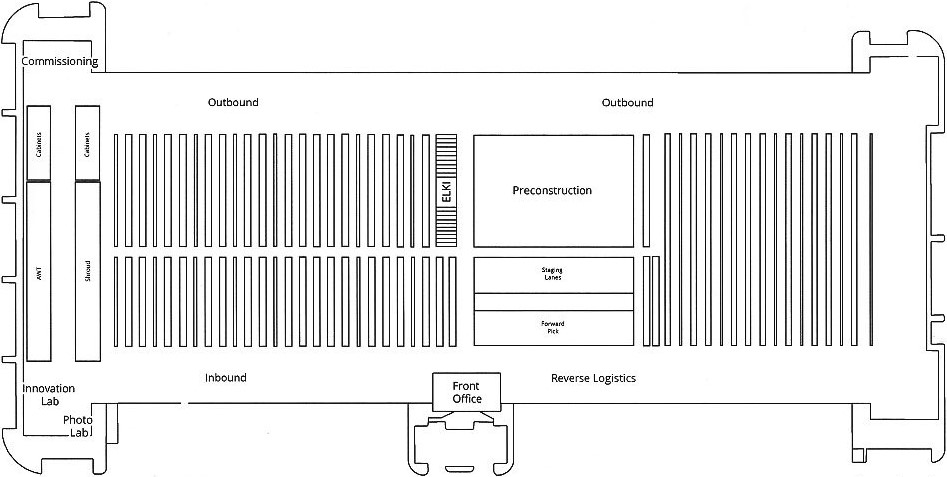 Commissioning
Outbound
Outbound
Cabinets
Cabinets
ELKI
Preconstruction
AWT
Shroud
Staging
Lanes
Forward
Pick
Inbound
Reverse Logistics
Front
Office
Innovation
Lab
Photo
Lab